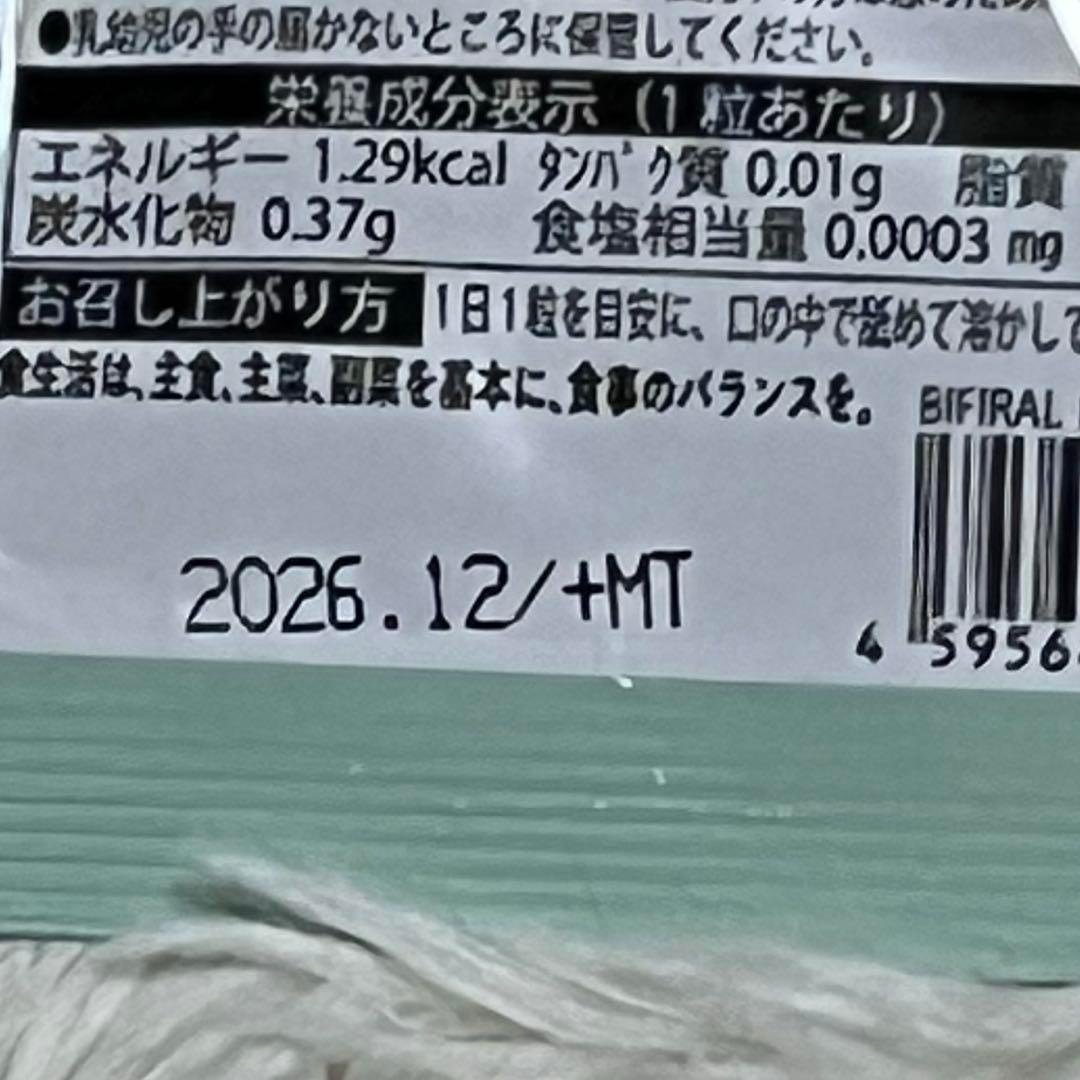 ●乳幼児の手の届かないところに保管してください。
栄養成分表示 (1 粒あたり)
エネルギー 1.29kcal タンパク質 0.01g 脂質
炭水化物 0.37g 食塩相当量 0.0003 mg
お召し上がり方 1日1粒を目安に、口の中で舐めて溶かして
食生活は、主食、主菜、副菜を基本に、食事のバランスを。
BIFIRAL
2026.12/+MT
4 5956